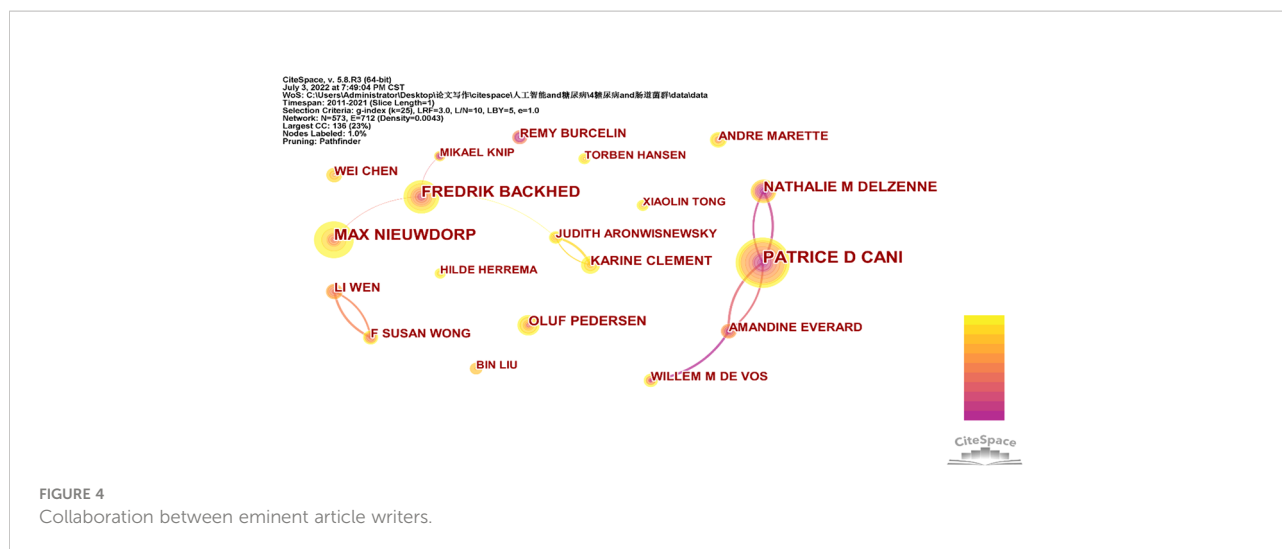 CiteSpace, v. 5.8.R3 (64-bit)
July 3, 2022 at 7:49:04 PM CST
WoS: C:\Users\Administrator\Desktop\论文写作\citespace\人工智能and糖尿病\4糖尿病and肠道菌群\data\data
Timespan: 2011-2021 (Slice Length=1)
Selection Criteria: g-index (k=25), LRF=3.0, L/N=10, LBY=5, e=1.0
Network: N=573, E=712 (Density=0.0043)
Largest CC: 136 (23%)
Nodes Labeled: 1.0%
Pruning: Pathfinder
REMY BURCELIN
ANDRE MARETTE
MIKAEL KNIP
TORBEN HANSEN
WEI CHEN
FREDRIK BACKHED
NATHALIE M DELZENNE
XIAOLIN TONG
MAX NIEUWDORP
JUDITH ARONWISNEWSKY
KARINE CLEMENT
PATRICE D CANI
HILDE HERREMA
LI WEN
OLUF PEDERSEN
AMANDINE EVERARD
F SUSAN WONG
BIN LIU
WILLEM M DE VOS
CiteSpace
FIGURE 4
Collaboration between eminent article writers.